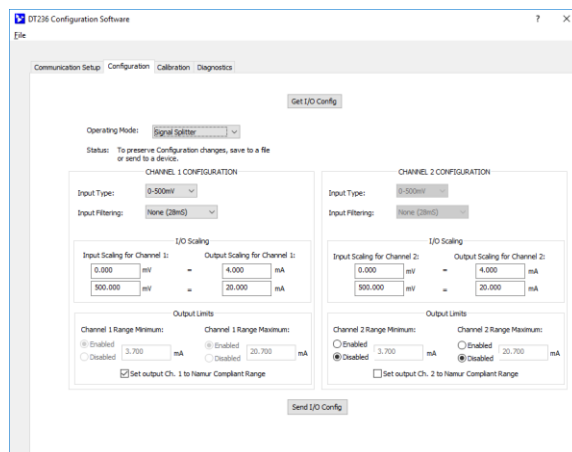 DT236 Configuration Software
File
Communication Setup Configuration Calibration Diagnostics
Get I/O Config
Operating Mode: Signal Splitter
Status: To preserve Configuration changes, save to a file
or send to a device.
CHANNEL 1 CONFIGURATION
Input Type: 0-500mV
Input Filtering: None (28mS)
I/O Scaling
Input Scaling for Channel 1: Output Scaling for Channel 1:
0.000 mV = 4.000 mA
500.000 mV = 20.000 mA
Output Limits
Channel 1 Range Minimum: Channel 1 Range Maximum:
Enabled Enabled
3.700 mA 20.700 mA
Disabled Disabled
Set output Ch. 1 to Namur Compliant Range
CHANNEL 2 CONFIGURATION
Input Type: 0-500mV
Input Filtering: None (28mS)
I/O Scaling
Input Scaling for Channel 2: Output Scaling for Channel 2:
0.000 mV = 4.000 mA
500.000 mV = 20.000 mA
Output Limits
Channel 2 Range Minimum: Channel 2 Range Maximum:
Enabled Enabled
3.700 mA 20.700 mA
Disabled Disabled
Set output Ch. 2 to Namur Compliant Range
Send I/O Config